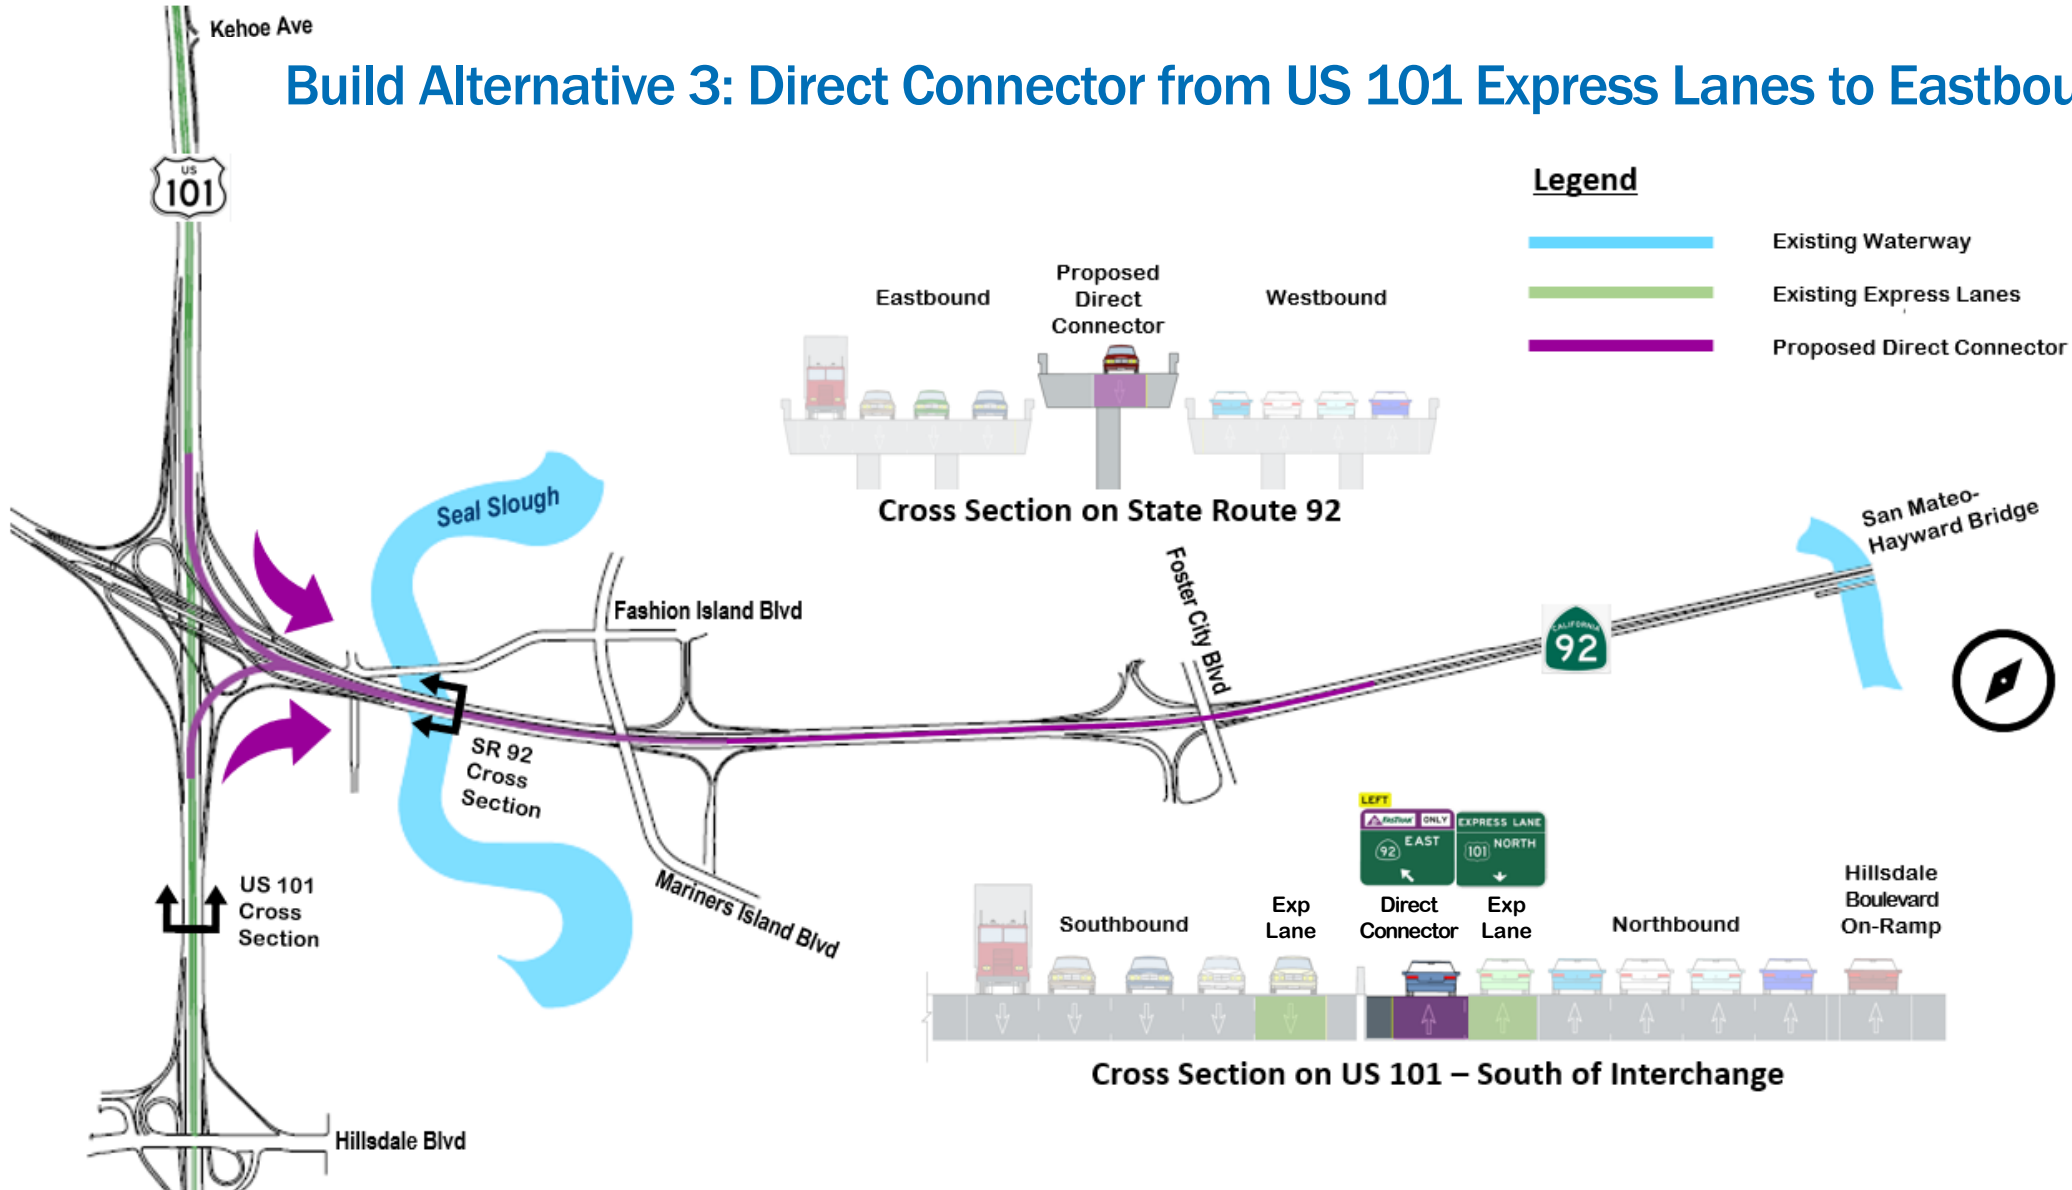 Kehoe Ave
Build Alternative 3: Direct Connector from US 101 Express Lanes to Eastbou
US
101
Legend
Existing Waterway
Existing Express Lanes
Proposed Direct Connector
Eastbound
Proposed
Direct
Connector
Westbound
Cross Section on State Route 92
Seal Slough
San Mateo-
Hayward Bridge
Fashion Island Blvd
Foster City Blvd
CALIFORNIA
92
SR 92
Cross
Section
Mariners Island Blvd
US 101
Cross
Section
LEFT
FasTrak ONLY
92 EAST
EXPRESS LANE
101 NORTH
Southbound
Exp
Lane
Direct
Connector
Exp
Lane
Northbound
Hillsdale
Boulevard
On-Ramp
Cross Section on US 101 – South of Interchange
Hillsdale Blvd